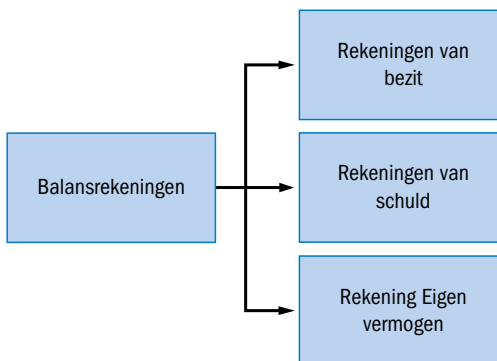 Rekeningen van
bezit
Balansrekeningen
Rekeningen van
schuld
Rekening Eigen
vermogen